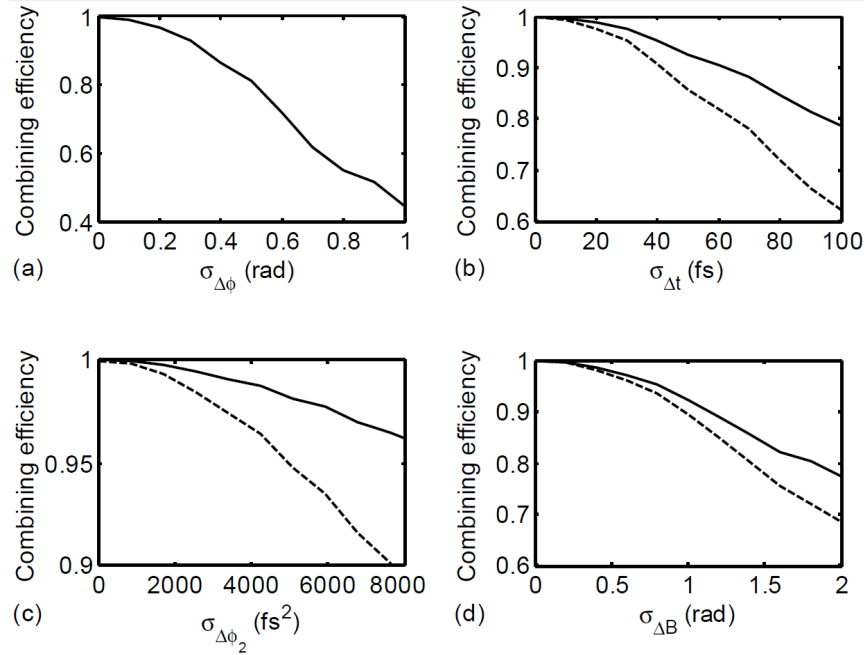 Combining efficiency
1
0.8
0.6
0.4
0 0.2 0.4 0.6 0.8 1
(a) σΔϕ (rad)
Combining efficiency
1
0.9
0.8
0.7
0.6
0 20 40 60 80 100
(b) σΔt (fs)
Combining efficiency
1
0.95
0.9
0 2000 4000 6000 8000
(c) σΔϕ2 (fs2)
Combining efficiency
1
0.9
0.8
0.7
0.6
0 0.5 1 1.5 2
(d) σΔB (rad)